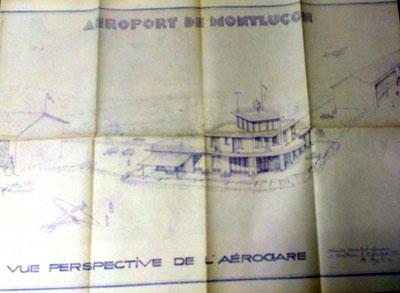 AÉROPORT DE MONTLUÇON
VUE PERSPECTIVE DE L'AÉROGARE